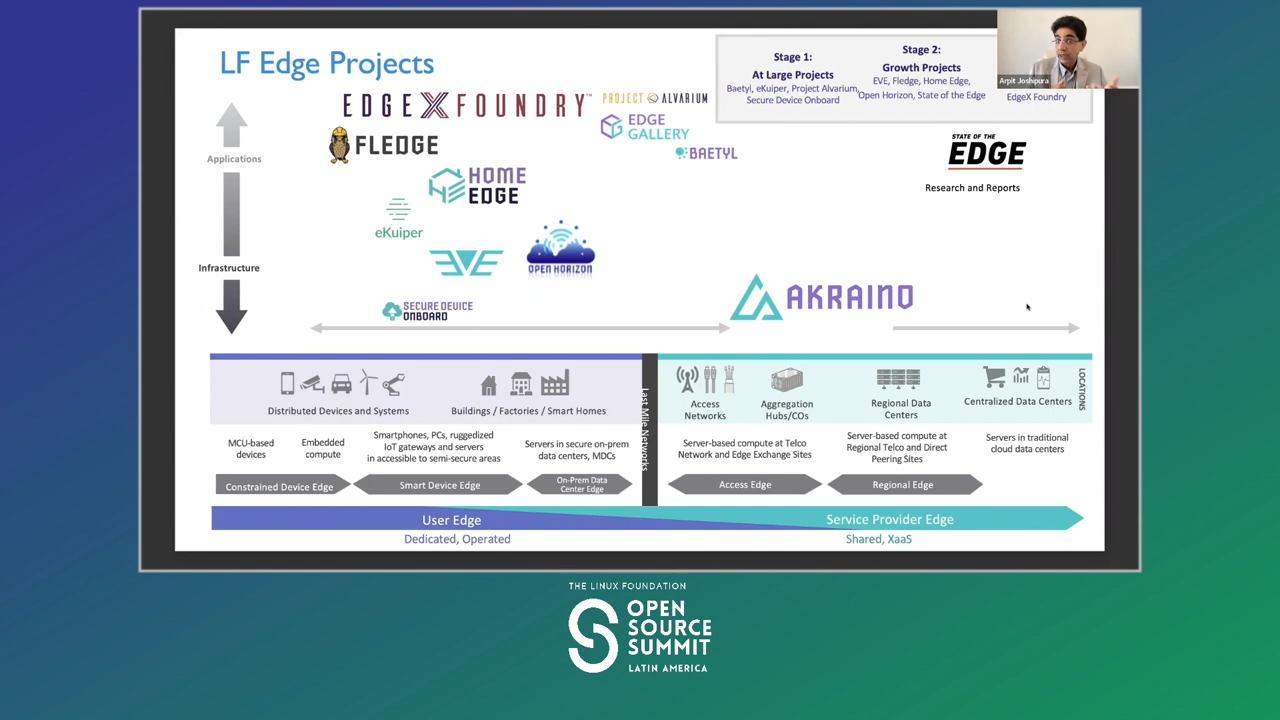 LF Edge Projects
Stage 1:
At Large Projects
Baetyl, eKuiper, Project Alvarium,
Secure Device Onboard
Stage 2:
Growth Projects
EVE, Fledge, Home Edge,
Open Horizon, State of the Edge
EdgeX Foundry
Arpit Joshipura
EDGE X FOUNDRY™
PROJECT ALVARIUM
EDGE
GALLERY
BAETYL
FLEDGE
HOME
EDGE
eKuiper
EVE
OPEN HORIZON
SECURE DEVICE
ONBOARD
AKRAINO
STATE OF THE
EDGE
Research and Reports
Applications
Infrastructure
Distributed Devices and Systems
Buildings / Factories / Smart Homes
Last Mile Networks
Access
Networks
Aggregation
Hubs/COs
Regional Data
Centers
Centralized Data Centers
LOCATIONS
MCU-based
devices
Embedded
compute
Smartphones, PCs, ruggedized
IoT gateways and servers
in accessible to semi-secure areas
Servers in secure on-prem
data centers, MDCs
Server-based compute at Telco
Network and Edge Exchange Sites
Server-based compute at
Regional Telco and Direct
Peering Sites
Servers in traditional
cloud data centers
Constrained Device Edge
Smart Device Edge
On-Prem Data
Center Edge
Access Edge
Regional Edge
User Edge
Service Provider Edge
Dedicated, Operated
Shared, XaaS
THE LINUX FOUNDATION
OPEN
SOURCE
SUMMIT
LATIN AMERICA